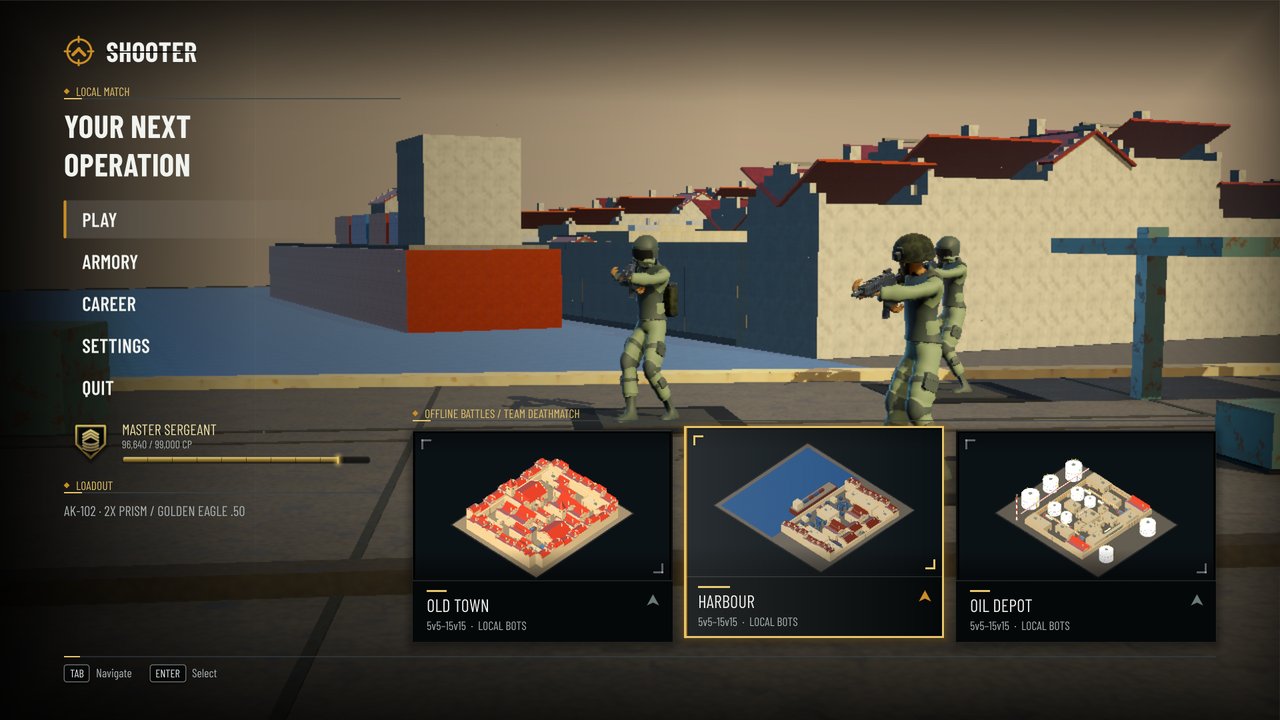 SHOOTER
LOCAL MATCH
YOUR NEXT
OPERATION
PLAY
ARMORY
CAREER
SETTINGS
QUIT
MASTER SERGEANT
96,640 / 99,000 CP
LOADOUT
AK-102 · 2X PRISM / GOLDEN EAGLE .50
OFFLINE BATTLES / TEAM DEATHMATCH
OLD TOWN
5v5–15v15 · LOCAL BOTS
HARBOUR
5v5–15v15 · LOCAL BOTS
OIL DEPOT
5v5–15v15 · LOCAL BOTS
TAB Navigate ENTER Select